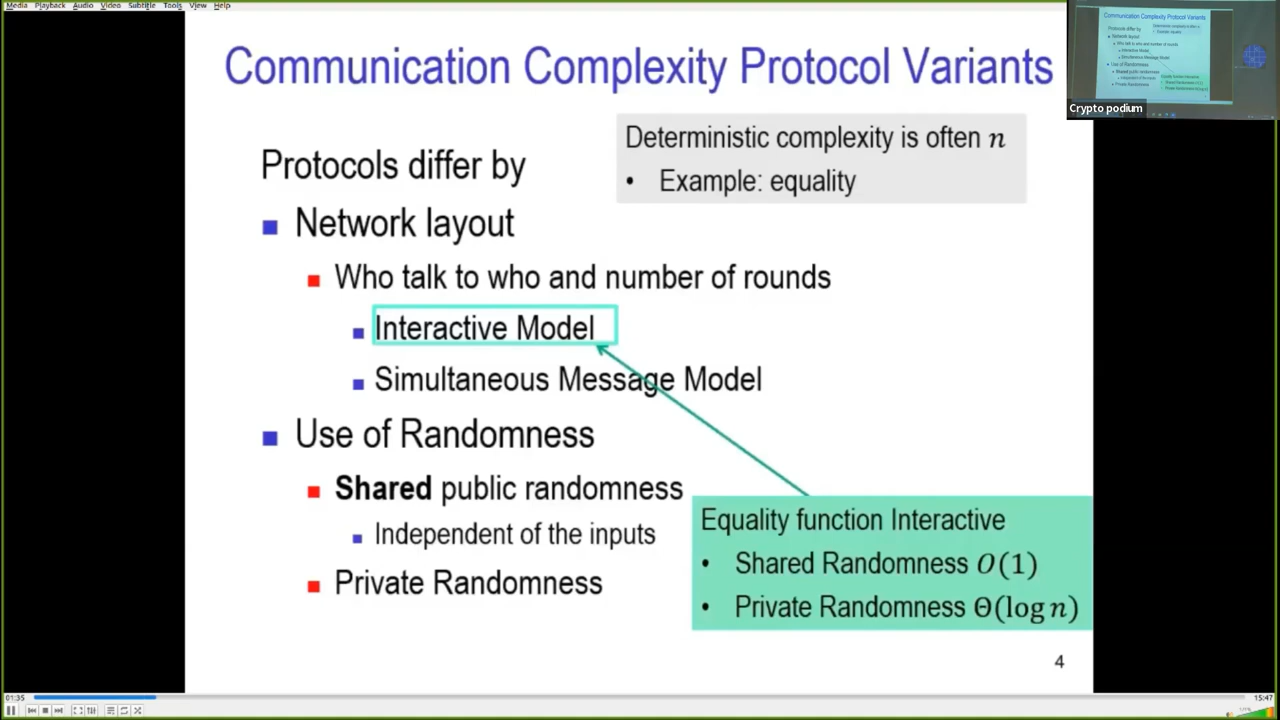 Media Playback Audio Video Subtitle Tools View Help
Communication Complexity Protocol Variants
Crypto podium
Deterministic complexity is often n
• Example: equality
Protocols differ by
Network layout
Who talk to who and number of rounds
Interactive Model
Simultaneous Message Model
Use of Randomness
Shared public randomness
Independent of the inputs
Private Randomness
Equality function Interactive
• Shared Randomness O(1)
• Private Randomness Θ(log n)
4
01:35
15:47